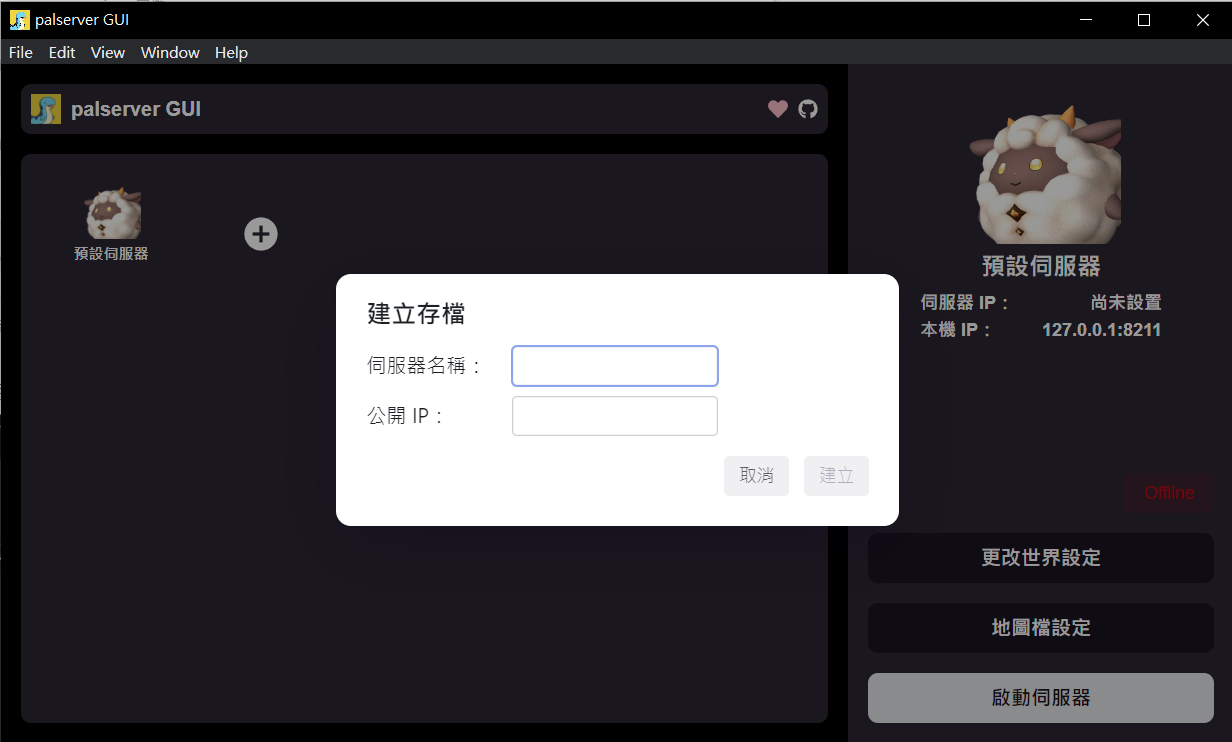 palserver GUI
File Edit View Window Help
palserver GUI
預設伺服器
預設伺服器
伺服器 IP： 尚未設置
本機 IP： 127.0.0.1:8211
建立存檔
伺服器名稱：
公開 IP：
取消 建立
Offline
更改世界設定
地圖檔設定
啟動伺服器